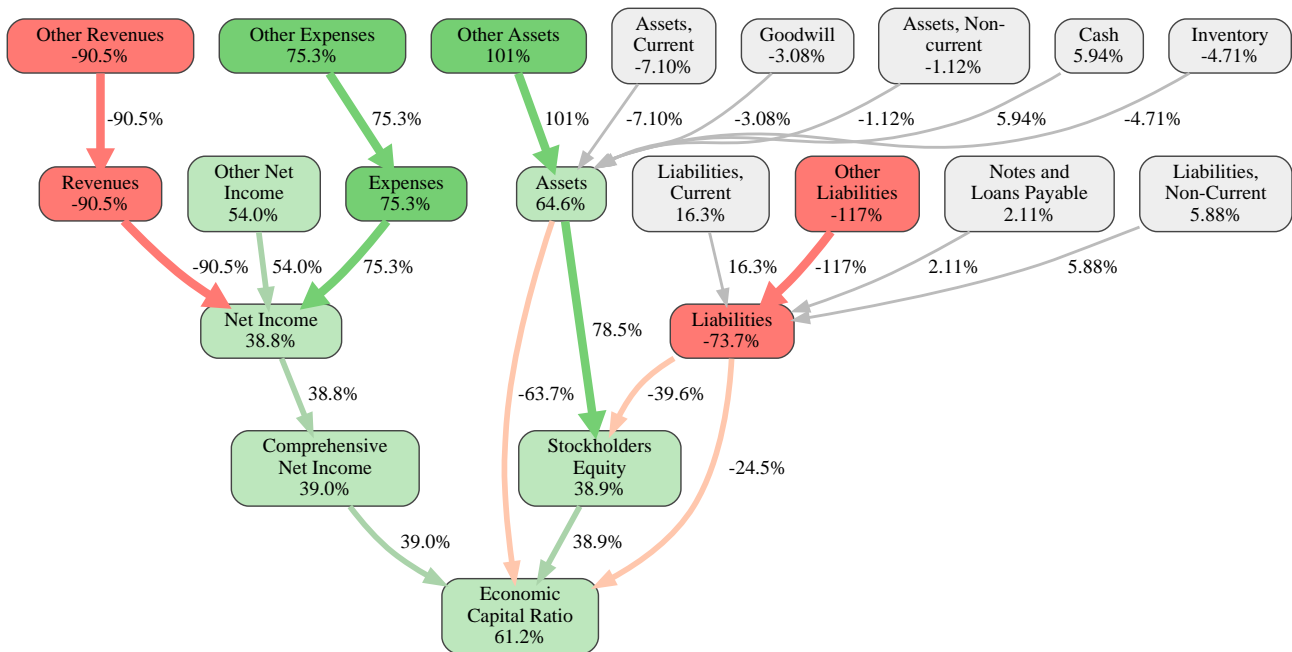 Other Revenues
-90.5%
Other Expenses
75.3%
Other Assets
101%
Assets,
Current
-7.10%
Goodwill
-3.08%
Assets, Non-
current
-1.12%
Cash
5.94%
Inventory
-4.71%
-90.5%
75.3%
101%
-7.10%
-3.08%
-1.12%
5.94%
-4.71%
Revenues
-90.5%
Other Net
Income
54.0%
Expenses
75.3%
Assets
64.6%
Liabilities,
Current
16.3%
Other
Liabilities
-117%
Notes and
Loans Payable
2.11%
Liabilities,
Non-Current
5.88%
-90.5%
54.0%
75.3%
16.3%
-117%
2.11%
5.88%
Net Income
38.8%
78.5%
Liabilities
-73.7%
38.8%
-63.7%
-39.6%
Comprehensive
Net Income
39.0%
Stockholders
Equity
38.9%
-24.5%
39.0%
38.9%
Economic
Capital Ratio
61.2%